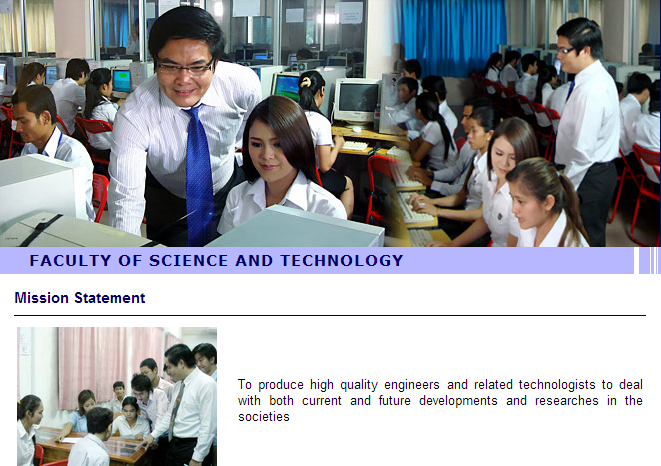 FACULTY OF SCIENCE AND TECHNOLOGY
Mission Statement
To produce high quality engineers and related technologists to deal
with both current and future developments and researches in the
societies